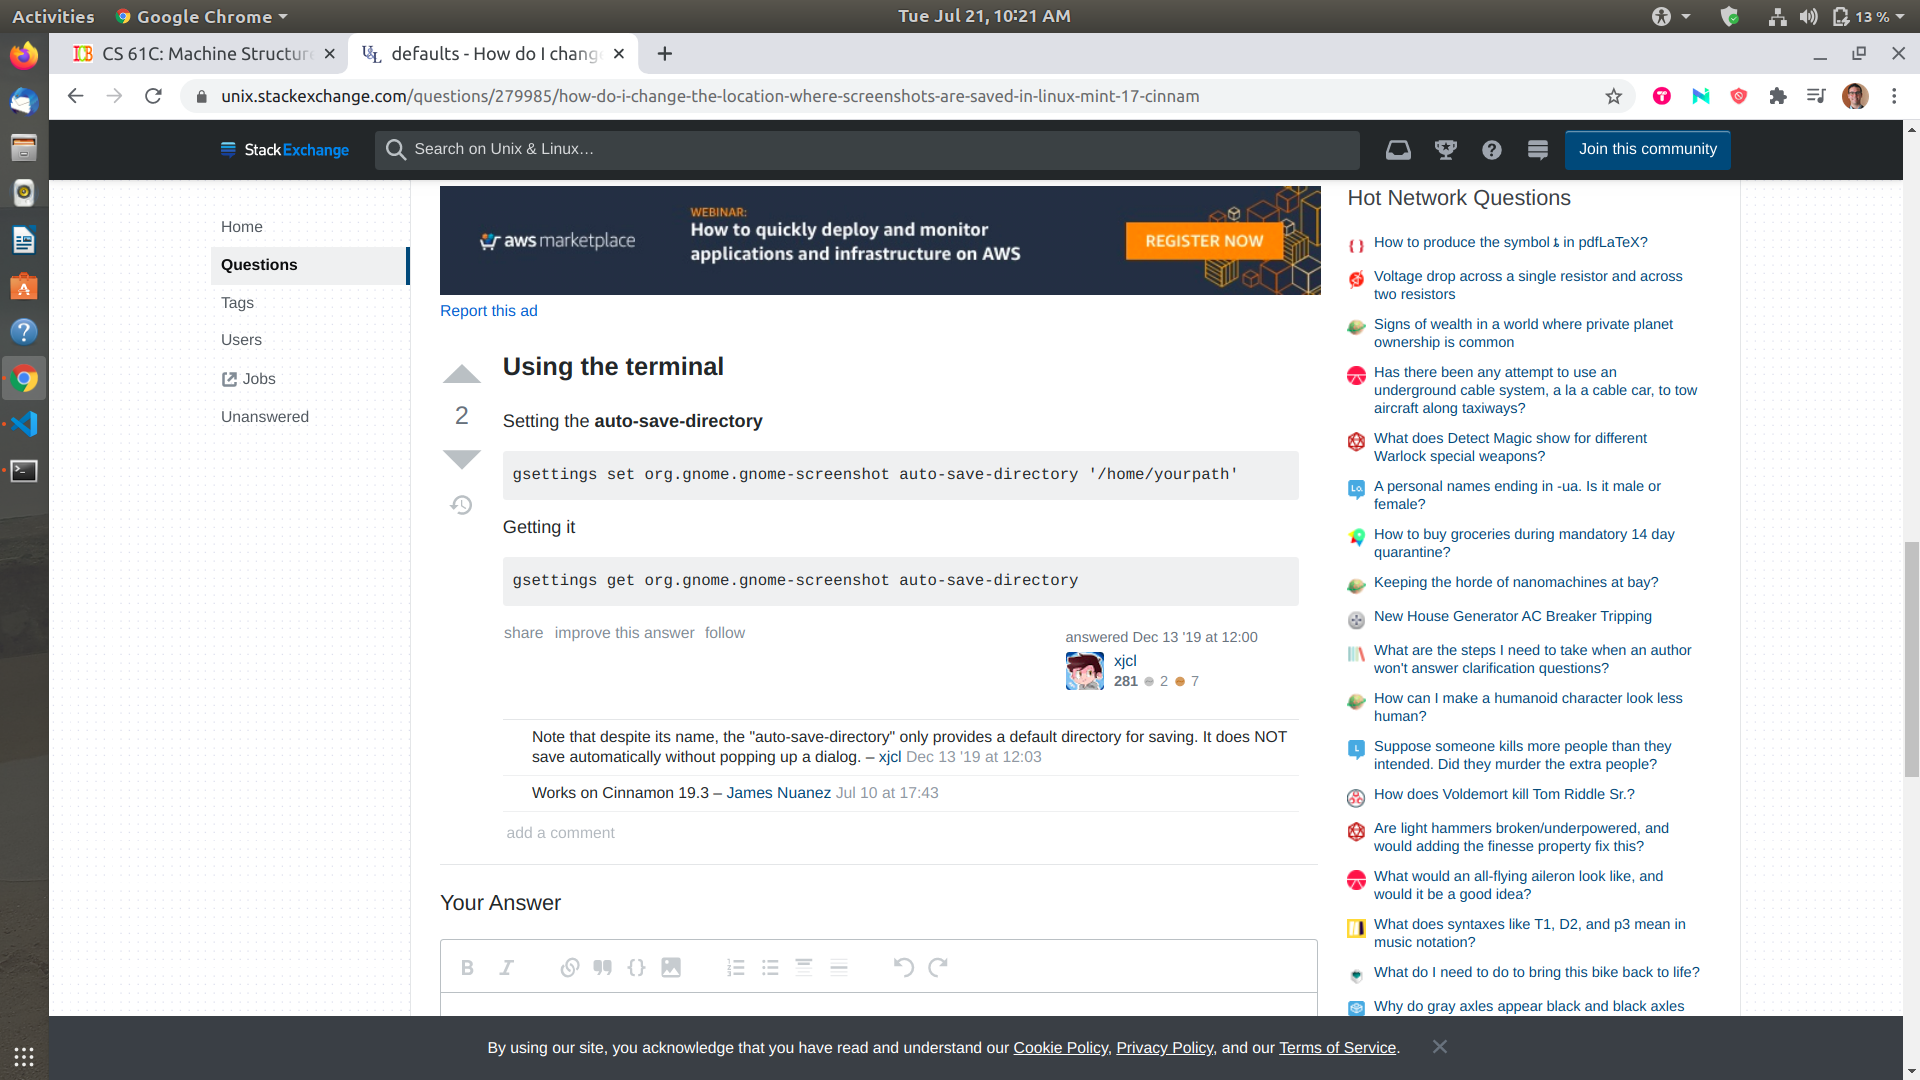 Activities
Google Chrome
Tue Jul 21, 10:21 AM
13 %
CS 61C: Machine Structure
defaults - How do I chang
unix.stackexchange.com/questions/279985/how-do-i-change-the-location-where-screenshots-are-saved-in-linux-mint-17-cinnam
StackExchange
Search on Unix & Linux…
Join this community
Home
Questions
Tags
Users
Jobs
Unanswered
aws marketplace
WEBINAR:
How to quickly deploy and monitor
applications and infrastructure on AWS
REGISTER NOW
Report this ad
2
Using the terminal
Setting the auto-save-directory
gsettings set org.gnome.gnome-screenshot auto-save-directory '/home/yourpath'
Getting it
gsettings get org.gnome.gnome-screenshot auto-save-directory
share improve this answer follow
answered Dec 13 '19 at 12:00
xjcl
281 2 7
Note that despite its name, the "auto-save-directory" only provides a default directory for saving. It does NOT
save automatically without popping up a dialog. – xjcl Dec 13 '19 at 12:03
Works on Cinnamon 19.3 – James Nuanez Jul 10 at 17:43
add a comment
Your Answer
Hot Network Questions
How to produce the symbol in pdfLaTeX?
Voltage drop across a single resistor and across
two resistors
Signs of wealth in a world where private planet
ownership is common
Has there been any attempt to use an
underground cable system, a la a cable car, to tow
aircraft along taxiways?
What does Detect Magic show for different
Warlock special weapons?
A personal names ending in -ua. Is it male or
female?
How to buy groceries during mandatory 14 day
quarantine?
Keeping the horde of nanomachines at bay?
New House Generator AC Breaker Tripping
What are the steps I need to take when an author
won't answer clarification questions?
How can I make a humanoid character look less
human?
Suppose someone kills more people than they
intended. Did they murder the extra people?
How does Voldemort kill Tom Riddle Sr.?
Are light hammers broken/underpowered, and
would adding the finesse property fix this?
What would an all-flying aileron look like, and
would it be a good idea?
What does syntaxes like T1, D2, and p3 mean in
music notation?
What do I need to do to bring this bike back to life?
Why do gray axles appear black and black axles
By using our site, you acknowledge that you have read and understand our Cookie Policy, Privacy Policy, and our Terms of Service.